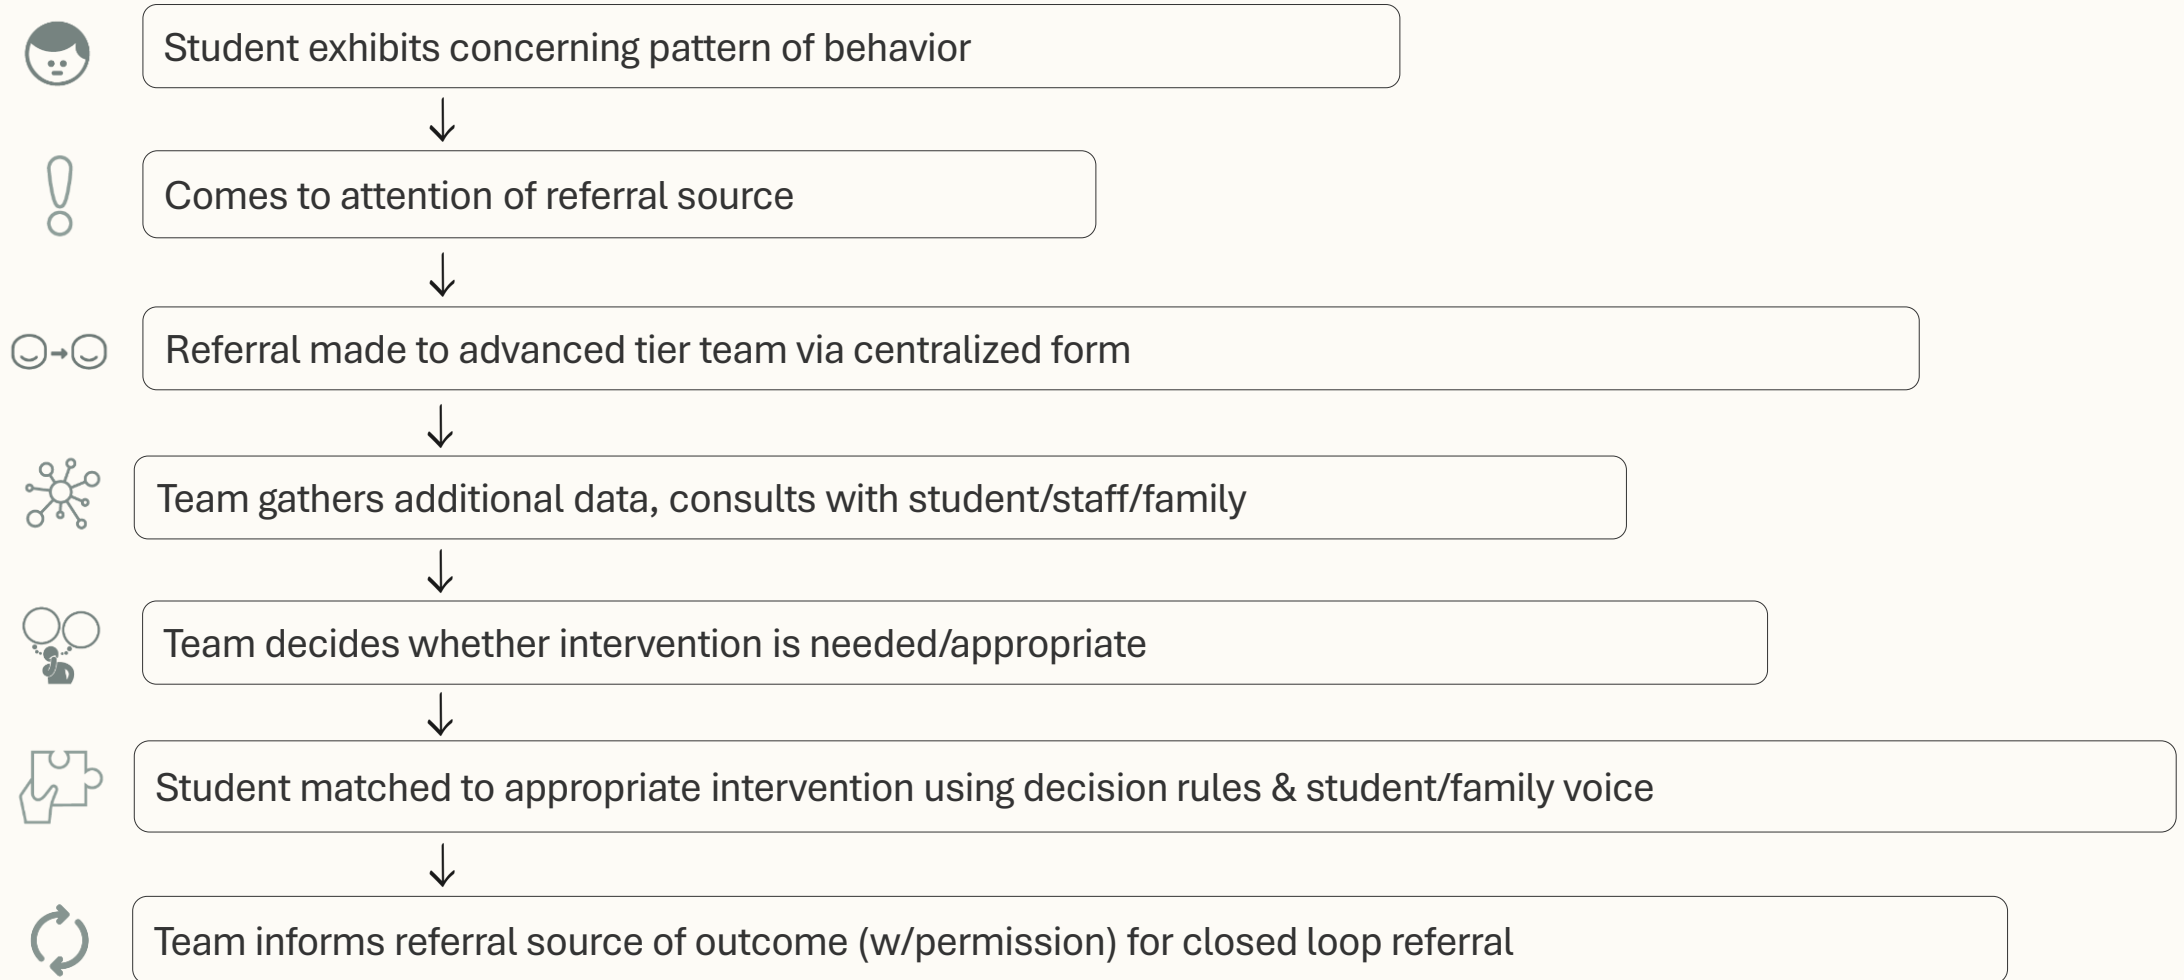 Student exhibits concerning pattern of behavior
Comes to attention of referral source
Referral made to advanced tier team via centralized form
Team gathers additional data, consults with student/staff/family
Team decides whether intervention is needed/appropriate
Student matched to appropriate intervention using decision rules & student/family voice
Team informs referral source of outcome (w/permission) for closed loop referral